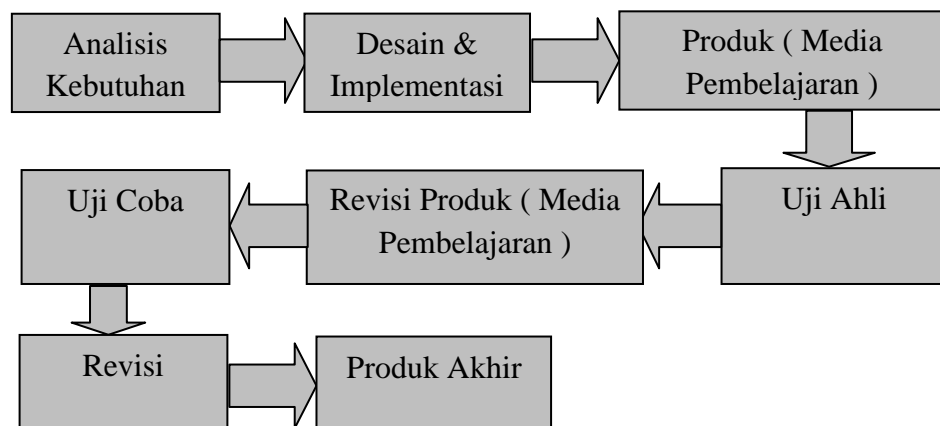 Analisis
Kebutuhan
Desain &
Implementasi
Produk ( Media
Pembelajaran )
Uji Ahli
Revisi Produk ( Media
Pembelajaran )
Uji Coba
Revisi
Produk Akhir